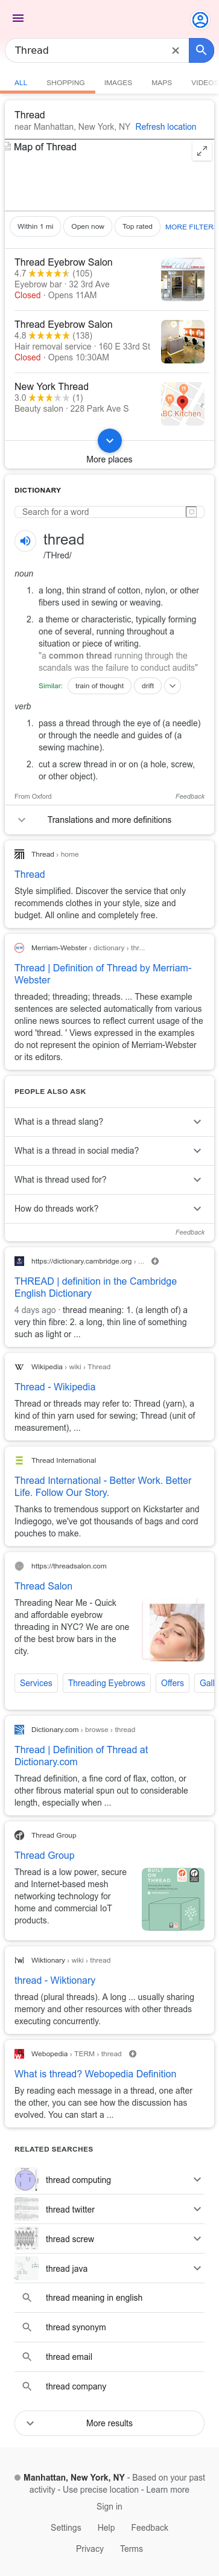 Thread
ALL SHOPPING IMAGES MAPS VIDEOS
Thread
near Manhattan, New York, NY Refresh location
Map of Thread
Within 1 mi Open now Top rated MORE FILTER
Thread Eyebrow Salon
4.7 (105)
Eyebrow bar · 32 3rd Ave
Closed · Opens 11AM
Thread Eyebrow Salon
4.8 (138)
Hair removal service · 160 E 33rd St
Closed · Opens 10:30AM
New York Thread
3.0 (1)
Beauty salon · 228 Park Ave S
BC Kitchen
More places
DICTIONARY
Search for a word
thread
/THred/
noun
1. a long, thin strand of cotton, nylon, or other
fibers used in sewing or weaving.
2. a theme or characteristic, typically forming
one of several, running throughout a
situation or piece of writing.
"a common thread running through the
scandals was the failure to conduct audits"
Similar: train of thought drift
verb
1. pass a thread through the eye of (a needle)
or through the needle and guides of (a
sewing machine).
2. cut a screw thread in or on (a hole, screw,
or other object).
From Oxford Feedback
Translations and more definitions
Thread › home
Thread
Style simplified. Discover the service that only
recommends clothes in your style, size and
budget. All online and completely free.
Merriam-Webster › dictionary › thr...
Thread | Definition of Thread by Merriam-
Webster
threaded; threading; threads. ... These example
sentences are selected automatically from various
online news sources to reflect current usage of the
word 'thread. ' Views expressed in the examples
do not represent the opinion of Merriam-Webster
or its editors.
PEOPLE ALSO ASK
What is a thread slang?
What is a thread in social media?
What is thread used for?
How do threads work?
Feedback
https://dictionary.cambridge.org › ...
THREAD | definition in the Cambridge
English Dictionary
4 days ago · thread meaning: 1. (a length of) a
very thin fibre: 2. a long, thin line of something
such as light or ...
W Wikipedia › wiki › Thread
Thread - Wikipedia
Thread or threads may refer to: Thread (yarn), a
kind of thin yarn used for sewing; Thread (unit of
measurement), ...
Thread International
Thread International - Better Work. Better
Life. Follow Our Story.
Thanks to tremendous support on Kickstarter and
Indiegogo, we've got thousands of bags and cord
pouches to make.
https://threadsalon.com
Thread Salon
Threading Near Me - Quick
and affordable eyebrow
threading in NYC? We are one
of the best brow bars in the
city.
Services Threading Eyebrows Offers Gall
Dictionary.com › browse › thread
Thread | Definition of Thread at
Dictionary.com
Thread definition, a fine cord of flax, cotton, or
other fibrous material spun out to considerable
length, especially when ...
Thread Group
Thread Group
Thread is a low power, secure
and Internet-based mesh
networking technology for
home and commercial IoT
products.
BUILT ON THREAD
Wiktionary › wiki › thread
thread - Wiktionary
thread (plural threads). A long ... usually sharing
memory and other resources with other threads
executing concurrently.
Webopedia › TERM › thread
What is thread? Webopedia Definition
By reading each message in a thread, one after
the other, you can see how the discussion has
evolved. You can start a ...
RELATED SEARCHES
thread computing
thread twitter
thread screw
thread java
thread meaning in english
thread synonym
thread email
thread company
More results
Manhattan, New York, NY - Based on your past
activity - Use precise location - Learn more
Sign in
Settings Help Feedback
Privacy Terms